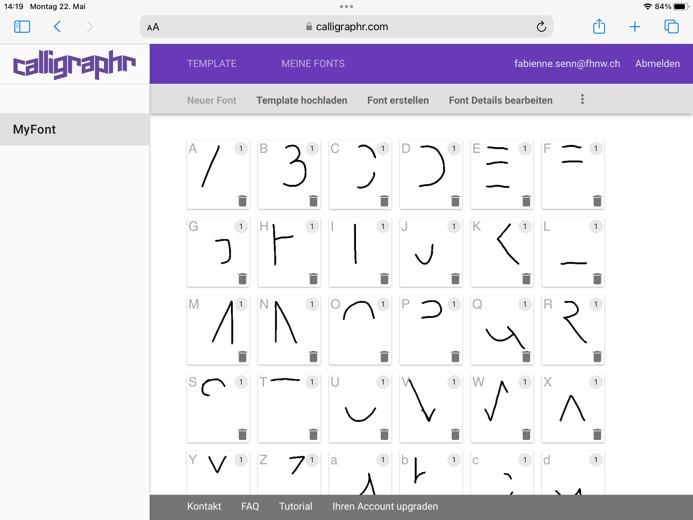 14:19 Montag 22. Mai 84%
AA calligraphr.com
calligraphr TEMPLATE MEINE FONTS fabienne.senn@fhnw.ch Abmelden
Neuer Font Template hochladen Font erstellen Font Details bearbeiten
MyFont
A 1 B 1 C 1 D 1 E 1 F 1
G 1 H 1 I 1 J 1 K 1 L 1
M 1 N 1 O 1 P 1 Q 1 R 1
S 1 T 1 U 1 V 1 W 1 X 1
Y 1 Z 1 a 1 b 1 c 1 d 1
Kontakt FAQ Tutorial Ihren Account upgraden